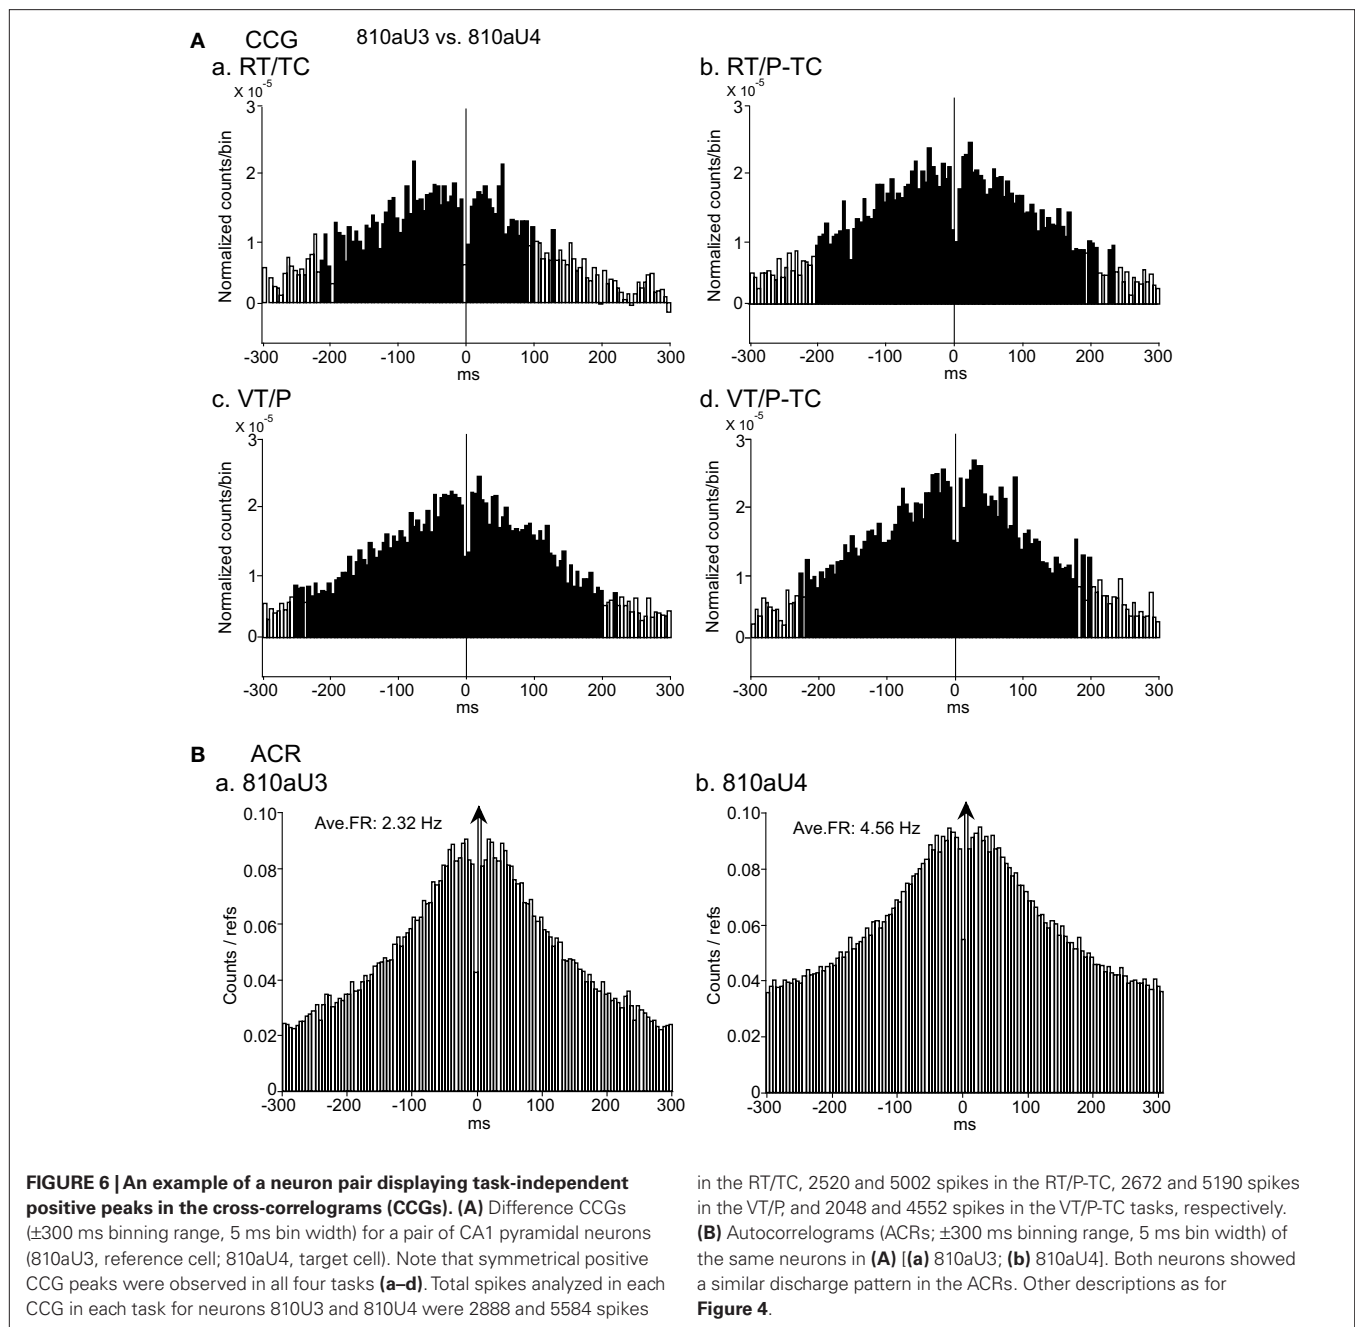 A CCG 810aU3 vs. 810aU4
a. RT/TC
X 10-5
3
2
1
0
Normalized counts/bin
-300 -200 -100 0 100 200 300
ms
b. RT/P-TC
X 10-5
3
2
1
0
Normalized counts/bin
-300 -200 -100 0 100 200 300
ms
c. VT/P
X 10-5
3
2
1
0
Normalized counts/bin
-300 -200 -100 0 100 200 300
ms
d. VT/P-TC
X 10-5
3
2
1
0
Normalized counts/bin
-300 -200 -100 0 100 200 300
ms
B ACR
a. 810aU3
Ave.FR: 2.32 Hz
0.10
0.08
0.06
0.04
0.02
0
Counts / refs
-300 -200 -100 0 100 200 300
ms
b. 810aU4
Ave.FR: 4.56 Hz
0.10
0.08
0.06
0.04
0.02
0
Counts / refs
-300 -200 -100 0 100 200 300
ms
FIGURE 6 | An example of a neuron pair displaying task-independent
positive peaks in the cross-correlograms (CCGs). (A) Difference CCGs
(±300 ms binning range, 5 ms bin width) for a pair of CA1 pyramidal neurons
(810aU3, reference cell; 810aU4, target cell). Note that symmetrical positive
CCG peaks were observed in all four tasks (a–d). Total spikes analyzed in each
CCG in each task for neurons 810U3 and 810U4 were 2888 and 5584 spikes
in the RT/TC, 2520 and 5002 spikes in the RT/P-TC, 2672 and 5190 spikes
in the VT/P, and 2048 and 4552 spikes in the VT/P-TC tasks, respectively.
(B) Autocorrelograms (ACRs; ±300 ms binning range, 5 ms bin width) of
the same neurons in (A) [(a) 810aU3; (b) 810aU4]. Both neurons showed
a similar discharge pattern in the ACRs. Other descriptions as for
Figure 4.